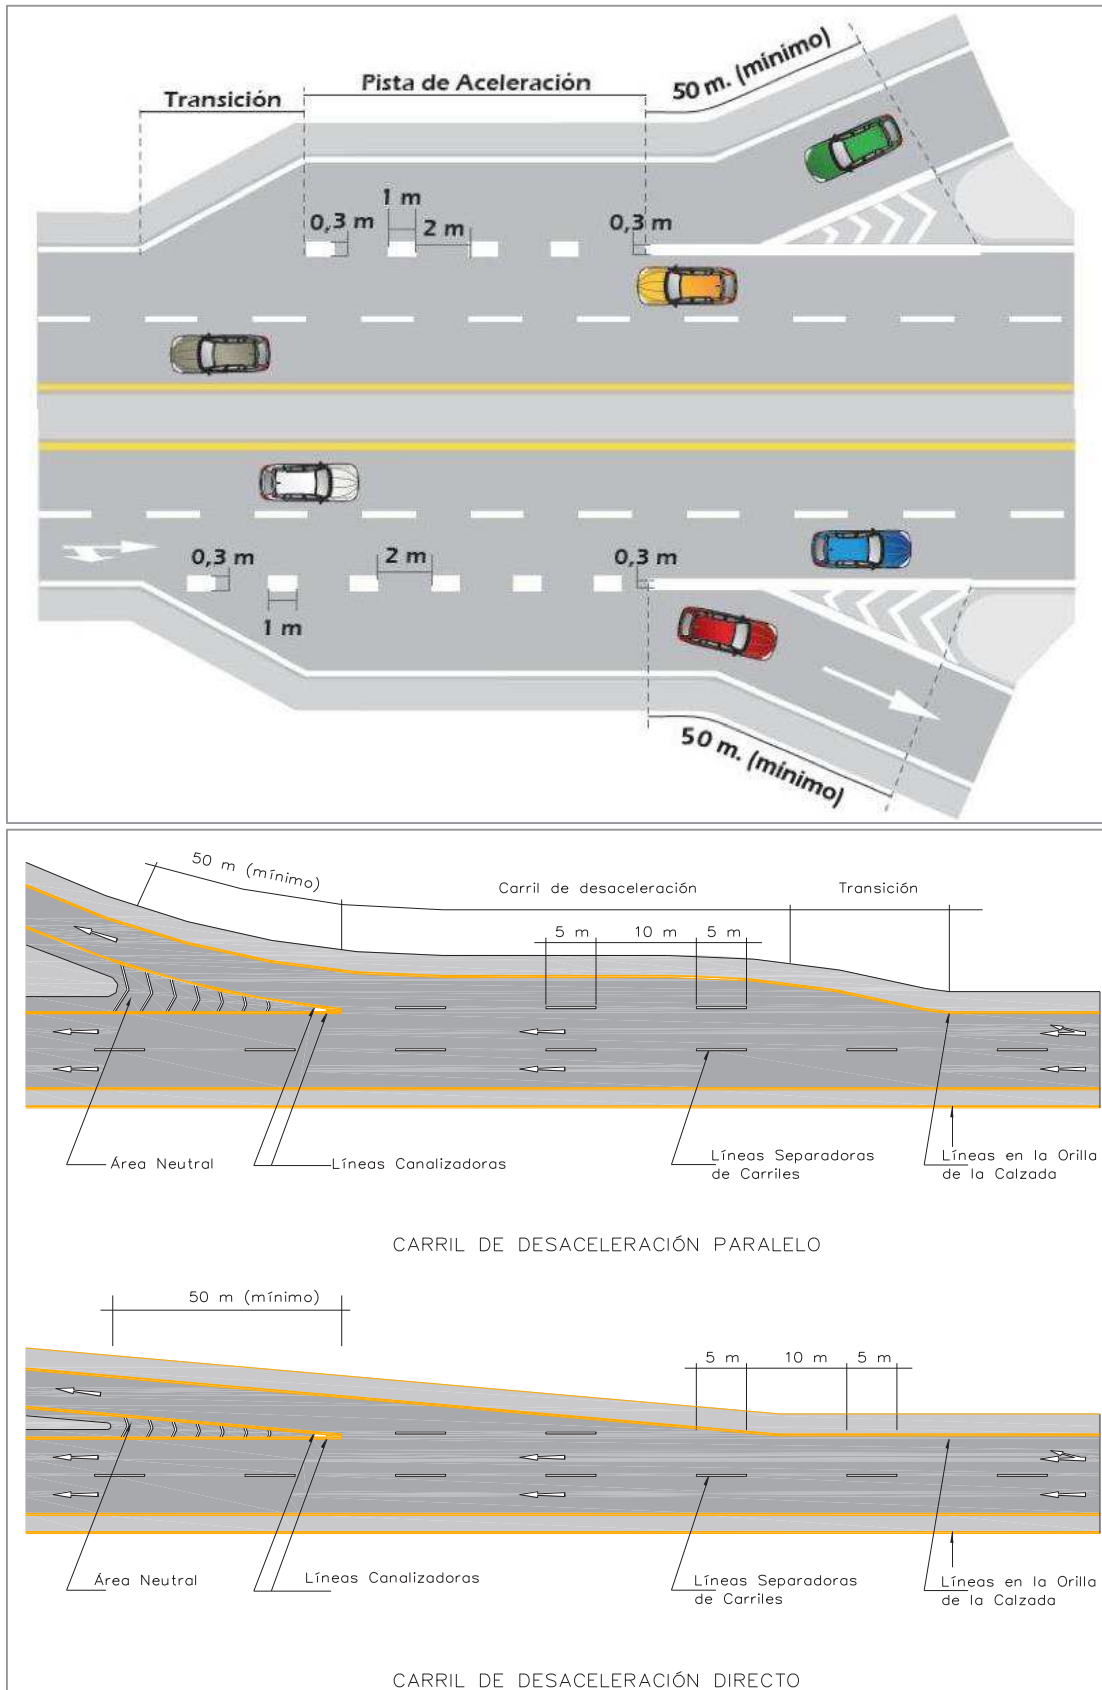 Transición
Pista de Aceleración
50 m. (mínimo)
1 m
0,3 m
2 m
0,3 m
0,3 m
2 m
0,3 m
1 m
50 m. (mínimo)
50 m (mínimo)
Carril de desaceleración
Transición
5 m
10 m
5 m
Área Neutral
Líneas Canalizadoras
Líneas Separadoras
de Carriles
Líneas en la Orilla
de la Calzada
CARRIL DE DESACELERACIÓN PARALELO
50 m (mínimo)
5 m
10 m
5 m
Área Neutral
Líneas Canalizadoras
Líneas Separadoras
de Carriles
Líneas en la Orilla
de la Calzada
CARRIL DE DESACELERACIÓN DIRECTO